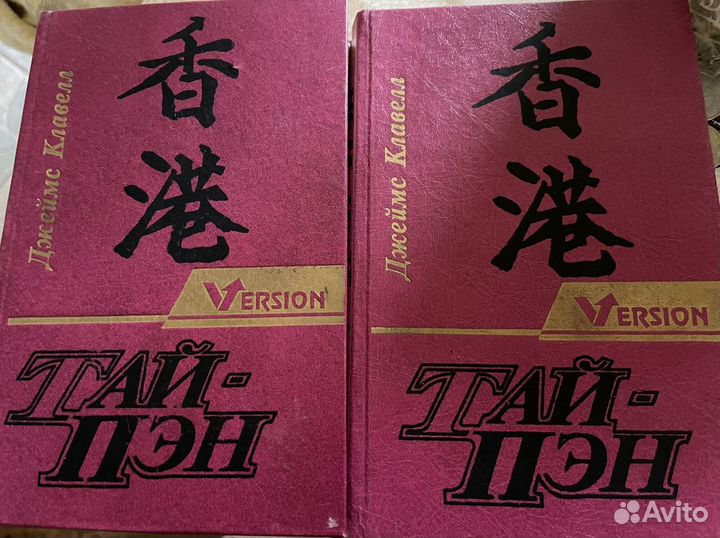 Джеймс Клавелл
香港
VERSION
ТАЙ-
ПЭН
Джеймс Клавелл
香港
VERSION
ТАЙ-
ПЭН
Avito